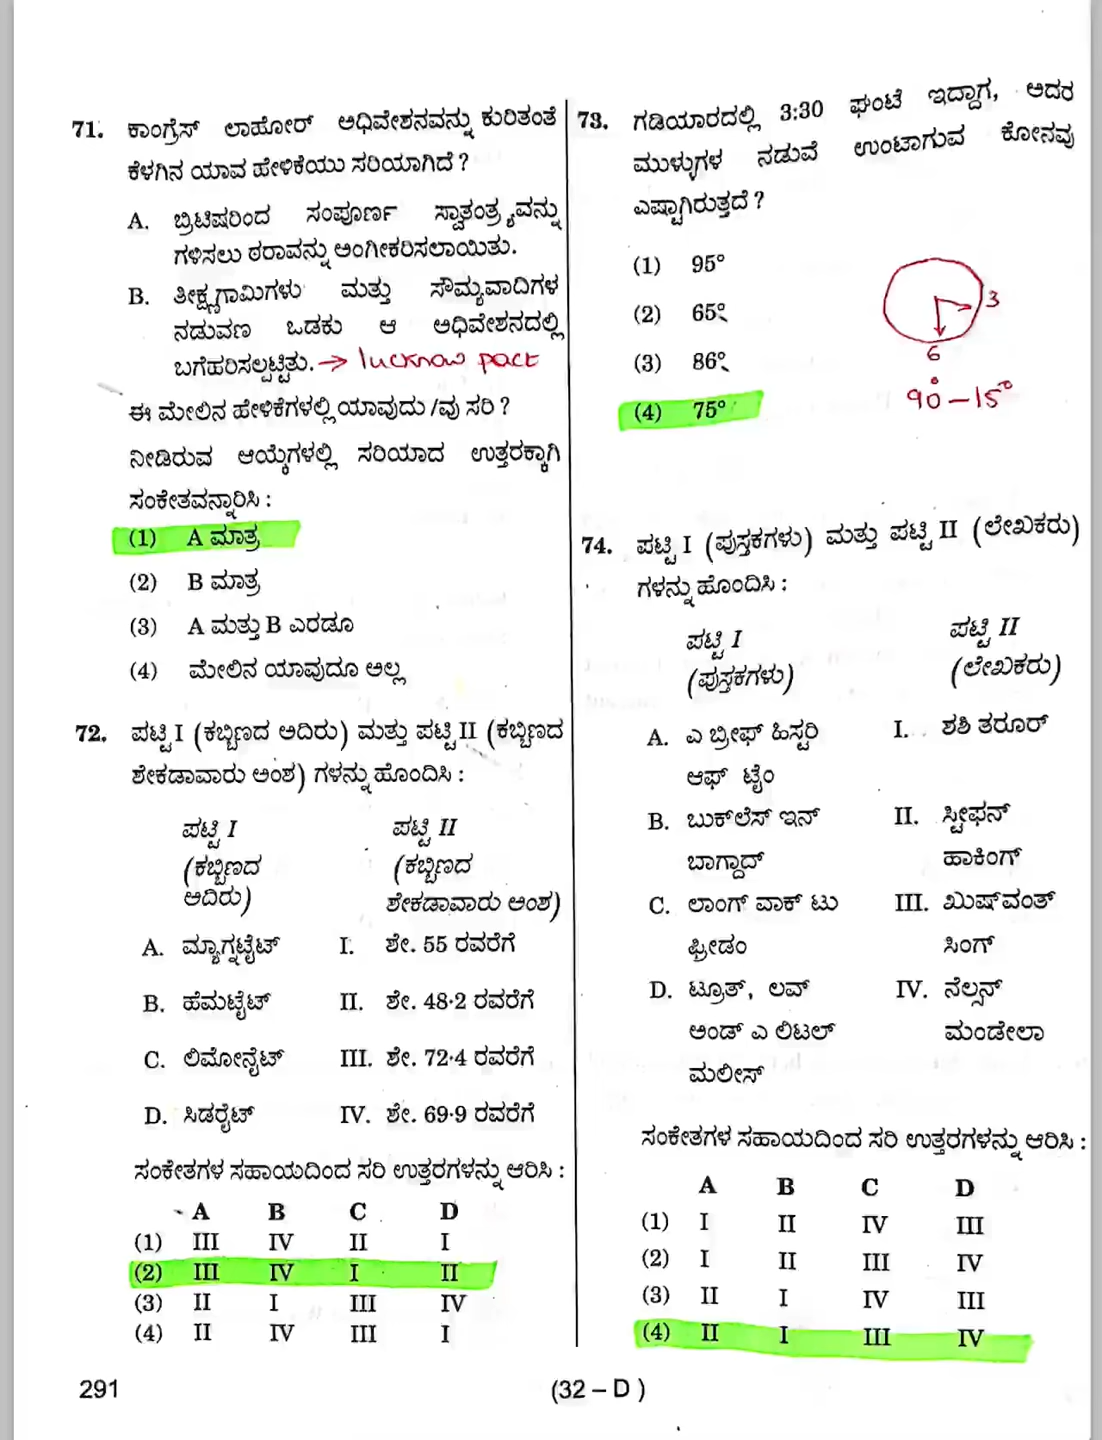 71. ಕಾಂಗ್ರೆಸ್ ಲಾಹೋರ್ ಅಧಿವೇಶನವನ್ನು ಕುರಿತಂತೆ
ಕೆಳಗಿನ ಯಾವ ಹೇಳಿಕೆಯು ಸರಿಯಾಗಿದೆ ?
A. ಬ್ರಿಟಿಷರಿಂದ ಸಂಪೂರ್ಣ ಸ್ವಾತಂತ್ರ್ಯವನ್ನು
ಗಳಿಸಲು ಠರಾವನ್ನು ಅಂಗೀಕರಿಸಲಾಯಿತು.
B. ತೀಕ್ಷ್ಣಗಾಮಿಗಳು ಮತ್ತು ಸೌಮ್ಯವಾದಿಗಳ
ನಡುವಣ ಒಡಕು ಆ ಅಧಿವೇಶನದಲ್ಲಿ
ಬಗೆಹರಿಸಲ್ಪಟ್ಟಿತು. → lucknow pact
ಈ ಮೇಲಿನ ಹೇಳಿಕೆಗಳಲ್ಲಿ ಯಾವುದು /ವು ಸರಿ ?
ನೀಡಿರುವ ಆಯ್ಕೆಗಳಲ್ಲಿ ಸರಿಯಾದ ಉತ್ತರಕ್ಕಾಗಿ
ಸಂಕೇತವನ್ನಾರಿಸಿ :
(1) A ಮಾತ್ರ
(2) B ಮಾತ್ರ
(3) A ಮತ್ತು B ಎರಡೂ
(4) ಮೇಲಿನ ಯಾವುದೂ ಅಲ್ಲ
72. ಪಟ್ಟಿ I (ಕಬ್ಬಿಣದ ಅದಿರು) ಮತ್ತು ಪಟ್ಟಿ II (ಕಬ್ಬಿಣದ
ಶೇಕಡಾವಾರು ಅಂಶ) ಗಳನ್ನು ಹೊಂದಿಸಿ :
ಪಟ್ಟಿ I ಪಟ್ಟಿ II
(ಕಬ್ಬಿಣದ (ಕಬ್ಬಿಣದ
ಅದಿರು) ಶೇಕಡಾವಾರು ಅಂಶ)
A. ಮ್ಯಾಗ್ನಟೈಟ್ I. ಶೇ. 55 ರವರೆಗೆ
B. ಹೆಮಟೈಟ್ II. ಶೇ. 48·2 ರವರೆಗೆ
C. ಲಿಮೋನೈಟ್ III. ಶೇ. 72·4 ರವರೆಗೆ
D. ಸಿಡರೈಟ್ IV. ಶೇ. 69·9 ರವರೆಗೆ
ಸಂಕೇತಗಳ ಸಹಾಯದಿಂದ ಸರಿ ಉತ್ತರಗಳನ್ನು ಆರಿಸಿ :
A B C D
(1) III IV II I
(2) III IV I II
(3) II I III IV
(4) II IV III I
73. ಗಡಿಯಾರದಲ್ಲಿ 3:30 ಘಂಟೆ ಇದ್ದಾಗ, ಅದರ
ಮುಳ್ಳುಗಳ ನಡುವೆ ಉಂಟಾಗುವ ಕೋನವು
ಎಷ್ಟಾಗಿರುತ್ತದೆ ?
(1) 95°
(2) 65°
(3) 86°
(4) 75°
3
6
90° – 15°
74. ಪಟ್ಟಿ I (ಪುಸ್ತಕಗಳು) ಮತ್ತು ಪಟ್ಟಿ II (ಲೇಖಕರು)
ಗಳನ್ನು ಹೊಂದಿಸಿ :
ಪಟ್ಟಿ I ಪಟ್ಟಿ II
(ಪುಸ್ತಕಗಳು) (ಲೇಖಕರು)
A. ಎ ಬ್ರೀಫ್ ಹಿಸ್ಟರಿ I. ಶಶಿ ತರೂರ್
ಆಫ್ ಟೈಂ
B. ಬುಕ್‌ಲೆಸ್ ಇನ್ II. ಸ್ಟೀಫನ್
ಬಾಗ್ದಾದ್ ಹಾಕಿಂಗ್
C. ಲಾಂಗ್ ವಾಕ್ ಟು III. ಖುಷ್‌ವಂತ್
ಫ್ರೀಡಂ ಸಿಂಗ್
D. ಟ್ರೂತ್, ಲವ್ IV. ನೆಲ್ಸನ್
ಅಂಡ್ ಎ ಲಿಟಲ್ ಮಂಡೇಲಾ
ಮಲೀಸ್
ಸಂಕೇತಗಳ ಸಹಾಯದಿಂದ ಸರಿ ಉತ್ತರಗಳನ್ನು ಆರಿಸಿ :
A B C D
(1) I II IV III
(2) I II III IV
(3) II I IV III
(4) II I III IV
291 (32 – D )